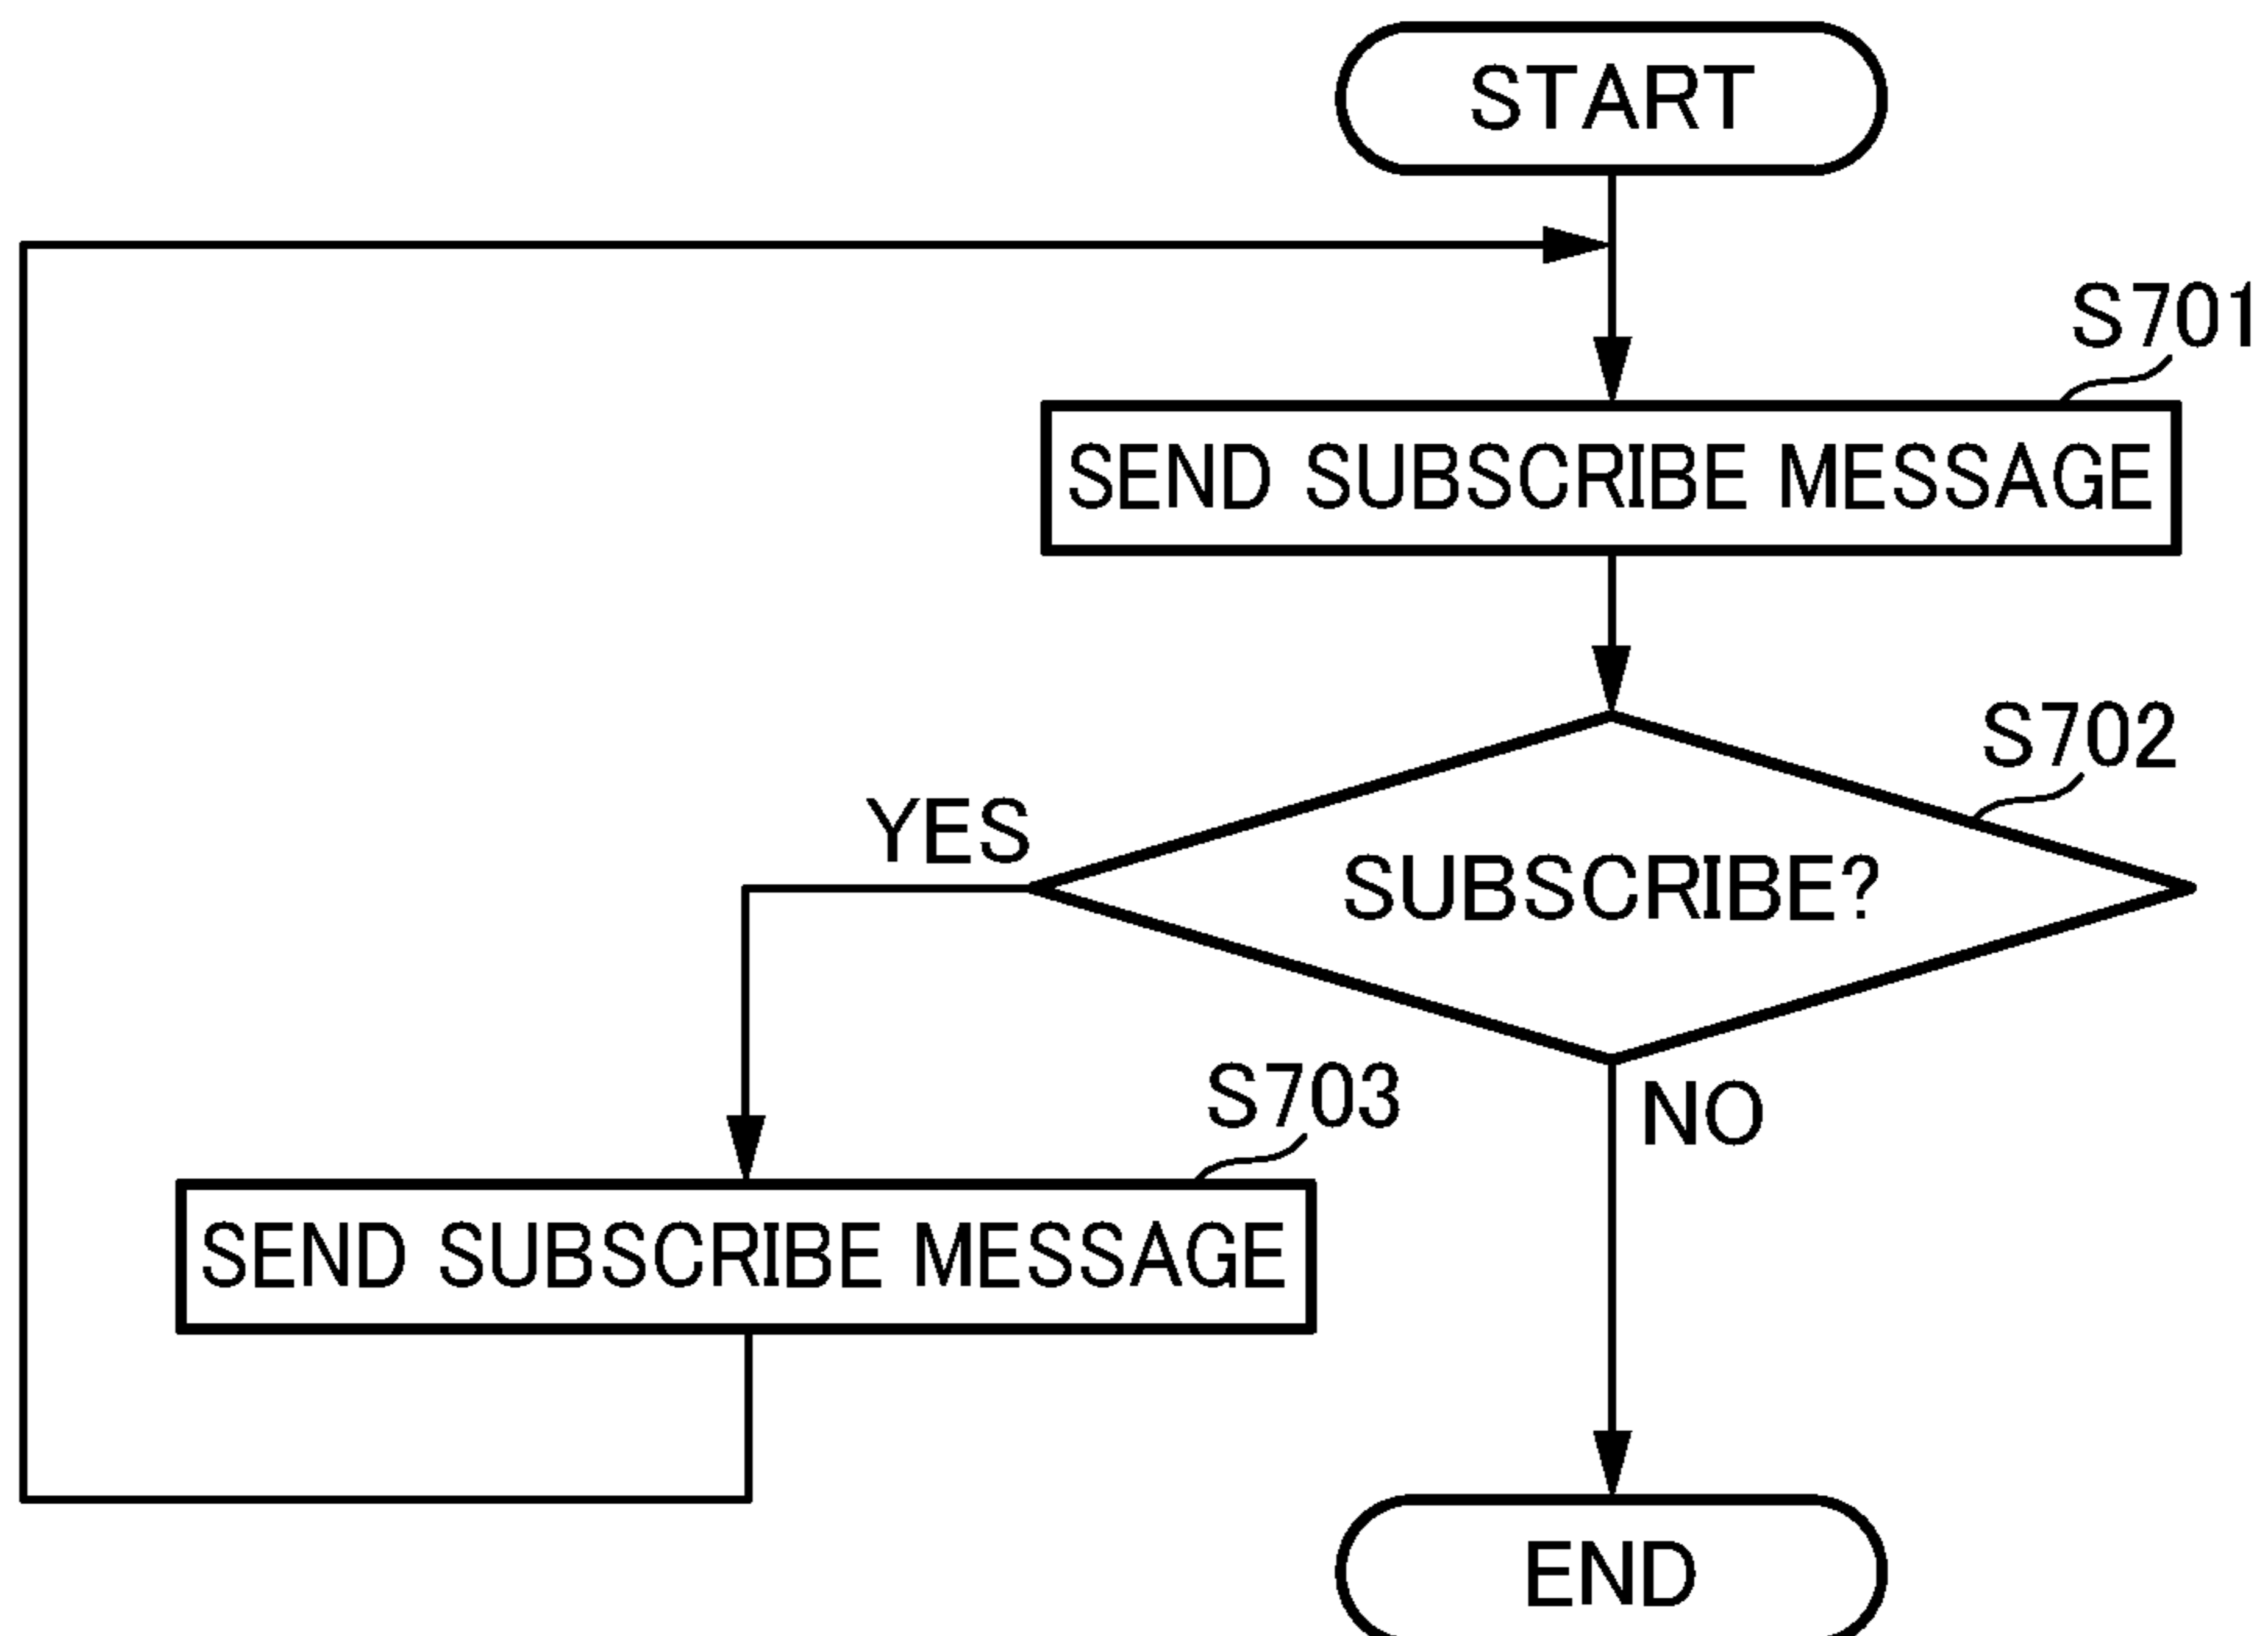 START
S701
SEND SUBSCRIBE MESSAGE
S702
YES
SUBSCRIBE?
S703
NO
SEND SUBSCRIBE MESSAGE
END